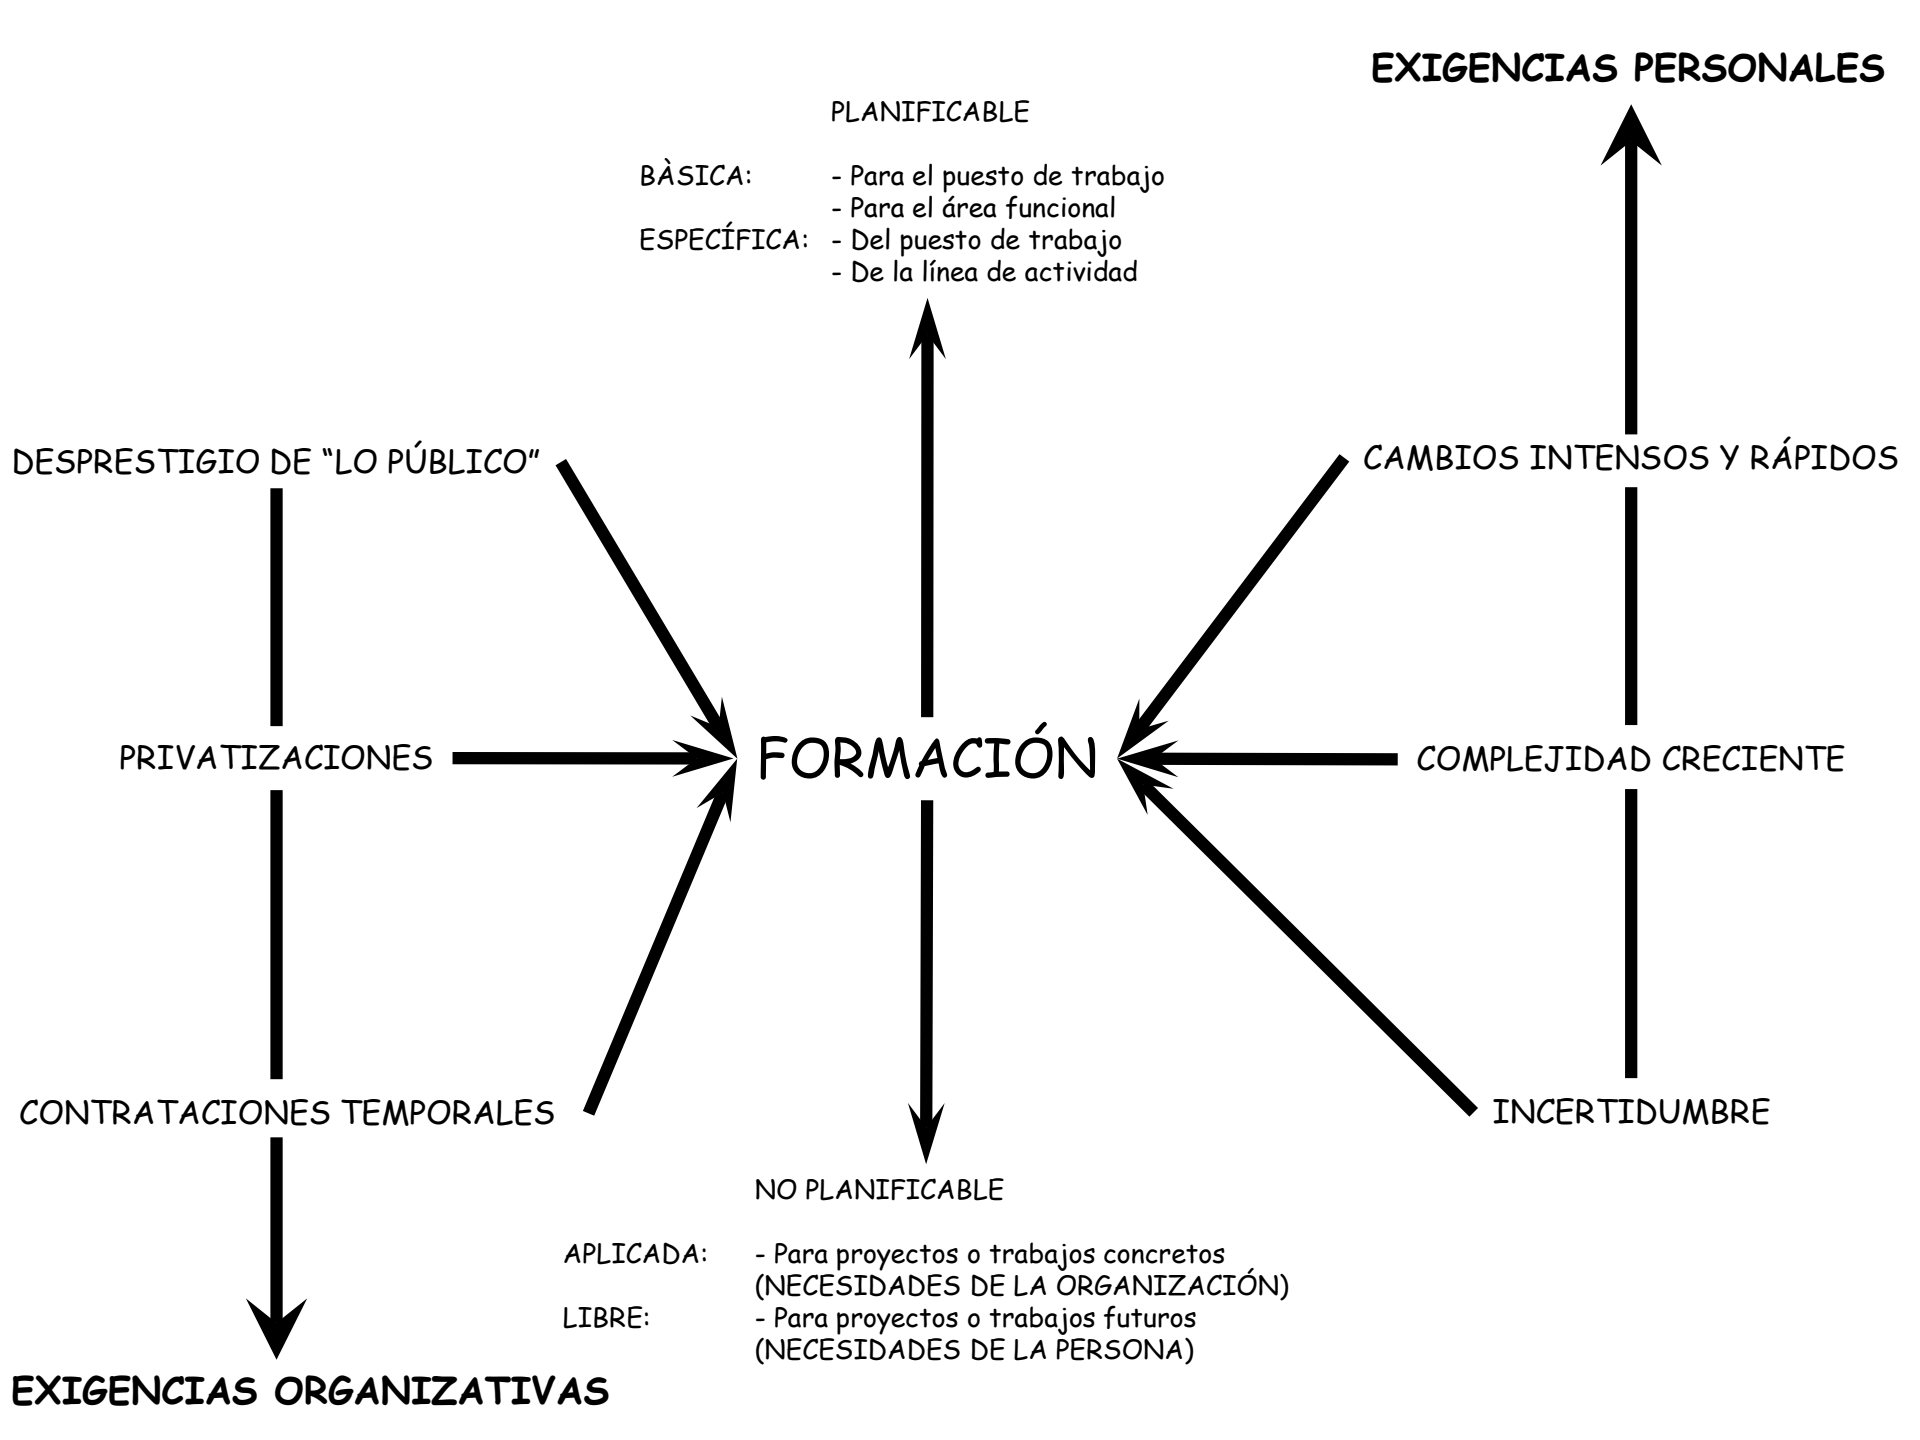 EXIGENCIAS PERSONALES
PLANIFICABLE
BÀSICA: - Para el puesto de trabajo
- Para el área funcional
ESPECÍFICA: - Del puesto de trabajo
- De la línea de actividad
DESPRESTIGIO DE “LO PÚBLICO”
CAMBIOS INTENSOS Y RÁPIDOS
PRIVATIZACIONES
FORMACIÓN
COMPLEJIDAD CRECIENTE
CONTRATACIONES TEMPORALES
INCERTIDUMBRE
NO PLANIFICABLE
APLICADA: - Para proyectos o trabajos concretos
(NECESIDADES DE LA ORGANIZACIÓN)
LIBRE: - Para proyectos o trabajos futuros
(NECESIDADES DE LA PERSONA)
EXIGENCIAS ORGANIZATIVAS